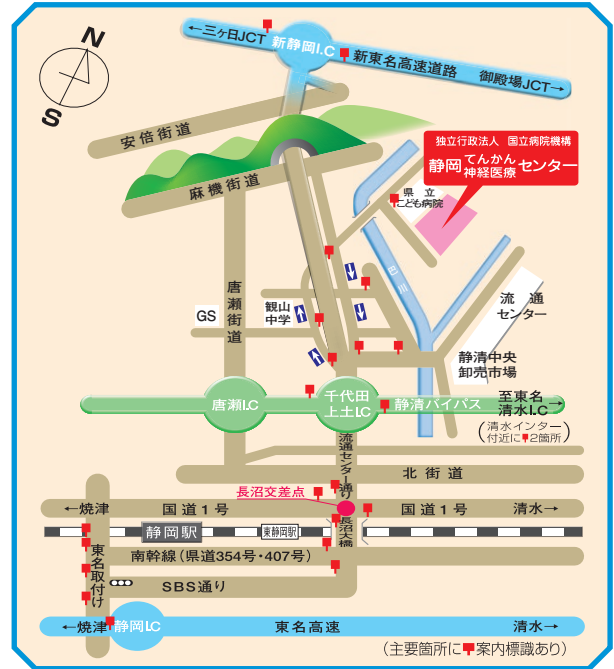 N
S
←三ヶ日JCT
新静岡I.C
新東名高速道路
御殿場JCT→
安倍街道
麻機街道
独立行政法人 国立病院機構
静岡てんかん神経医療センター
県立
こども病院
巴川
唐瀬街道
GS
観山
中学
流通
センター
静清中央
卸売市場
唐瀬I.C
千代田
上土I.C
静清バイパス
至東名
清水I.C
→
(清水インター
付近に2箇所)
流通センター通り
北街道
長沼交差点
←焼津
国道1号
国道1号
清水→
静岡駅
東静岡駅
長沼大橋
南幹線(県道354号・407号)
東名取付け
SBS通り
←焼津
静岡I.C
東名高速
清水→
(主要箇所に案内標識あり)